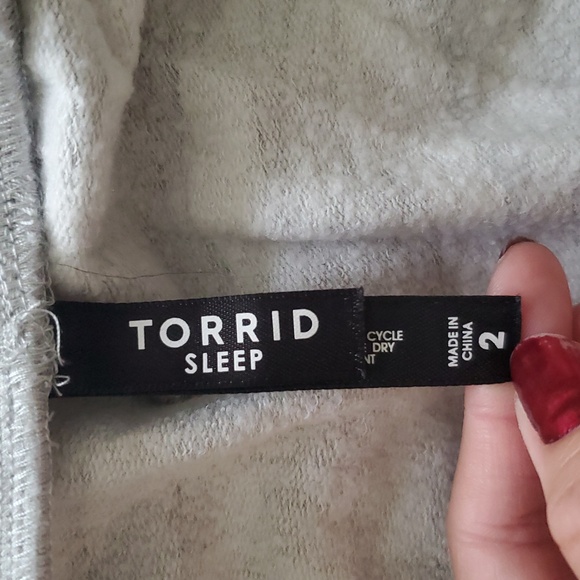 TORRID
SLEEP
CYCLE
DRY
NT
MADE IN
CHINA
2